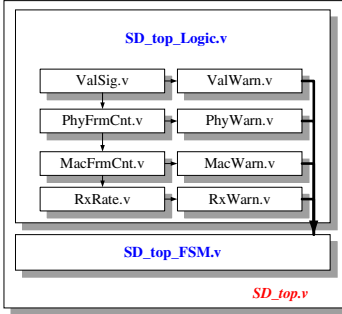 SD_top_Logic.v
ValSig.v
ValWarn.v
PhyFrmCnt.v
PhyWarn.v
MacFrmCnt.v
MacWarn.v
RxRate.v
RxWarn.v
SD_top_FSM.v
SD_top.v